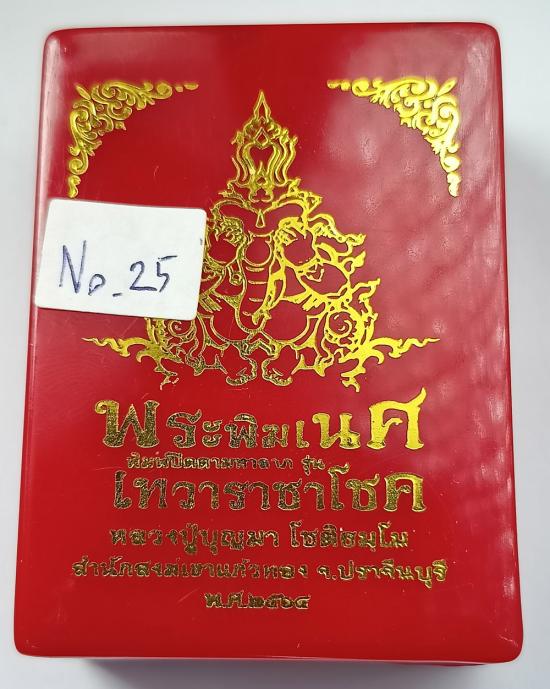 No. 25
พระพิฆเนศ
พิมพ์ปิดตามหาลาภ รุ่น
เทวาราชาโชค
หลวงปู่บุญมา โชติธมฺโม
สำนักสงฆ์เขาแก้วทอง จ.ปราจีนบุรี
พ.ศ.๒๕๖๔